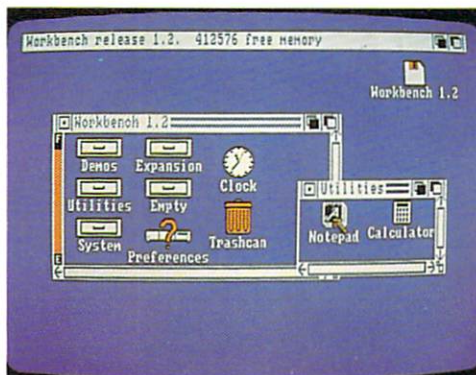 Workbench release 1.2. 412576 free memory
Workbench 1.2
Workbench 1.2
Demos Expansion
Clock
Utilities Empty
System
Preferences
Trashcan
Utilities
Notepad Calculator